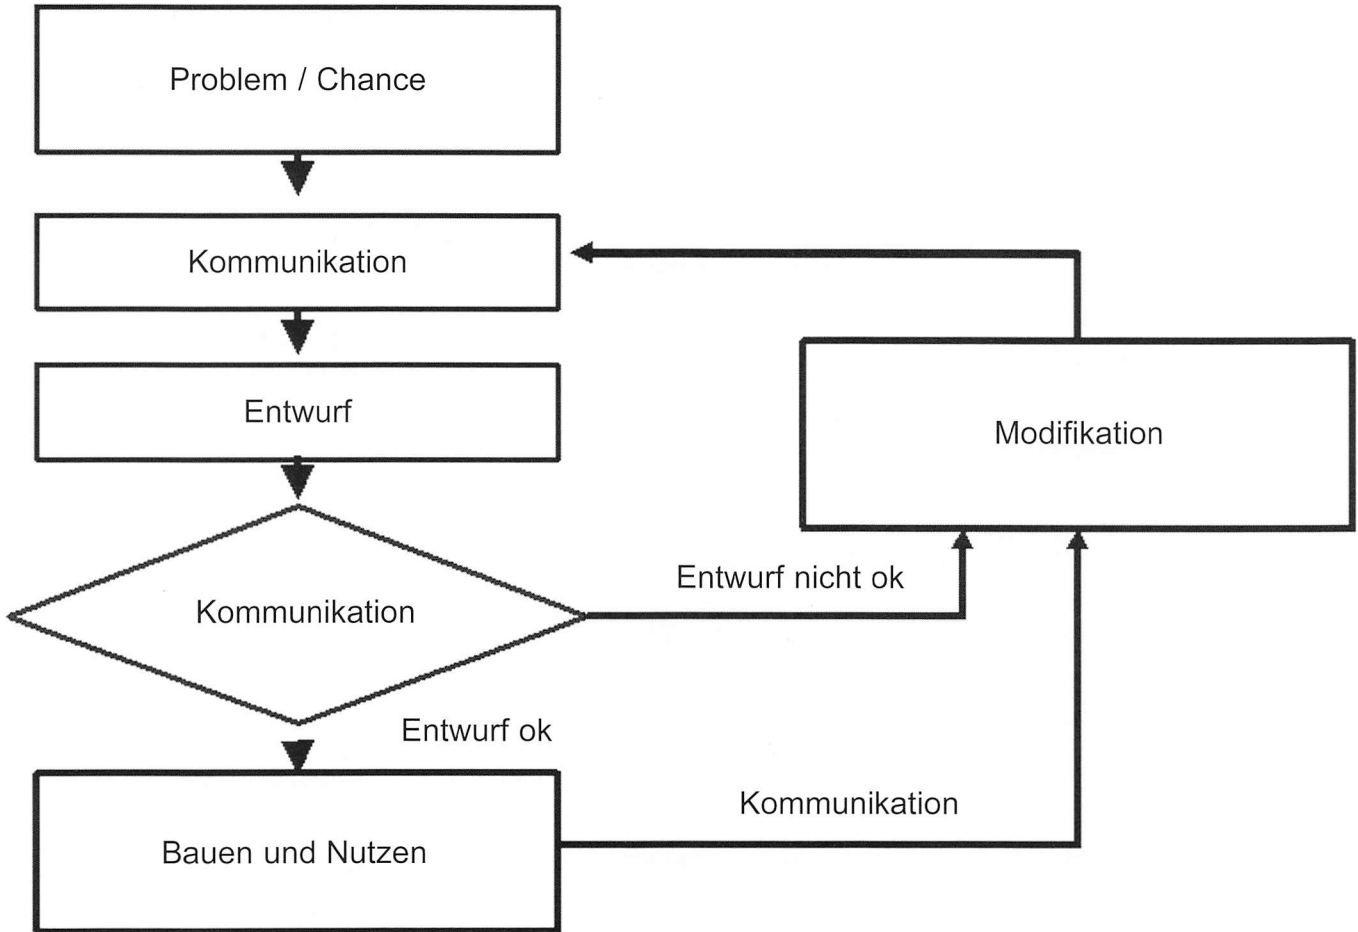 Problem / Chance
Kommunikation
Entwurf
Modifikation
Entwurf nicht ok
Kommunikation
Entwurf ok
Kommunikation
Bauen und Nutzen